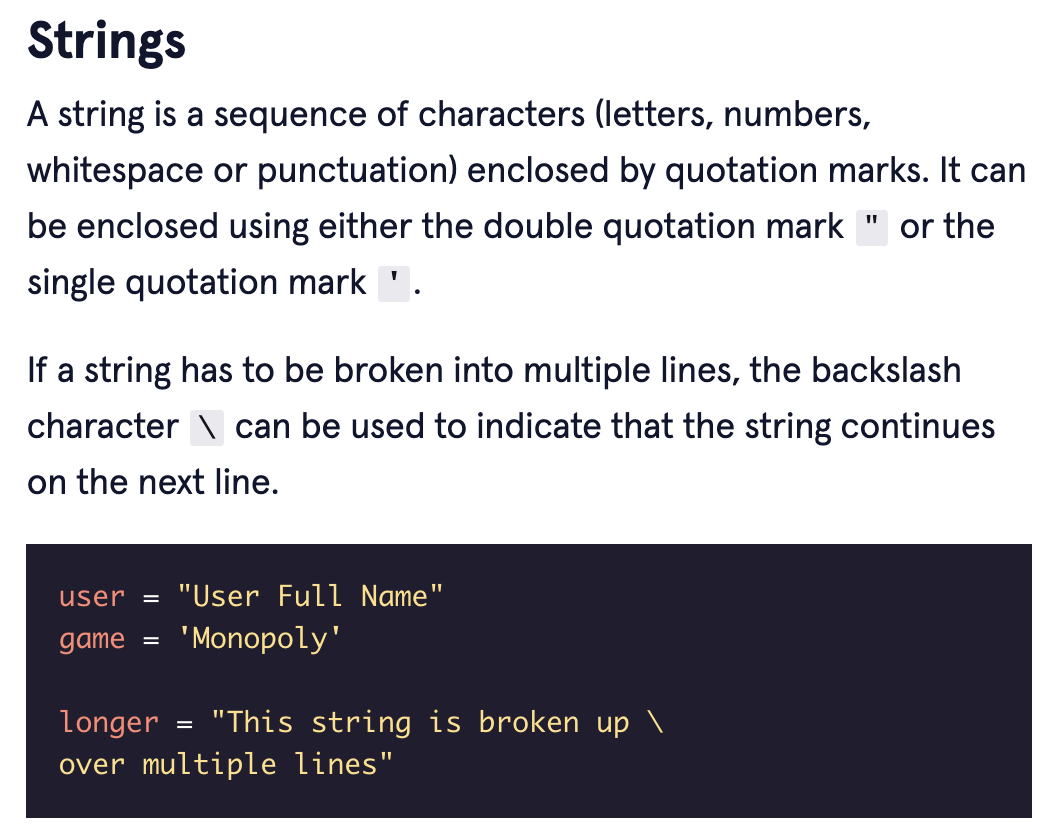 Strings
A string is a sequence of characters (letters, numbers,
whitespace or punctuation) enclosed by quotation marks. It can
be enclosed using either the double quotation mark " or the
single quotation mark '.
If a string has to be broken into multiple lines, the backslash
character \ can be used to indicate that the string continues
on the next line.
user = "User Full Name"
game = 'Monopoly'
longer = "This string is broken up \
over multiple lines"